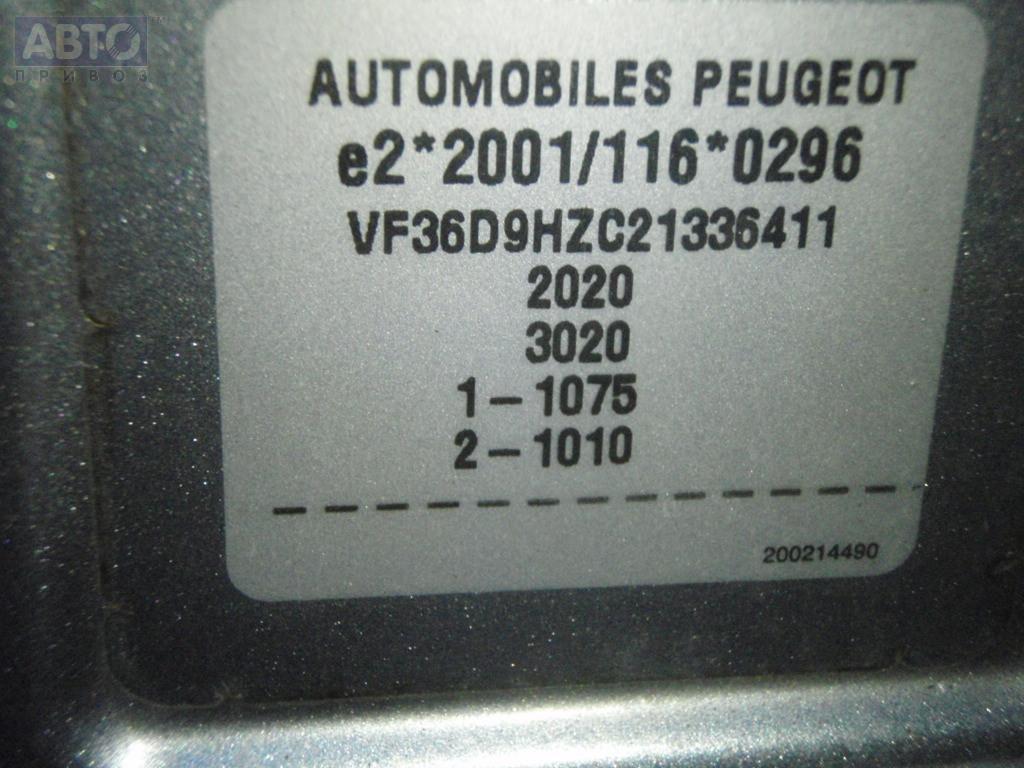 АВТО
ПРИВОЗ
AUTOMOBILES PEUGEOT
e2*2001/116*0296
VF36D9HZC21336411
2020
3020
1-1075
2-1010
200214490